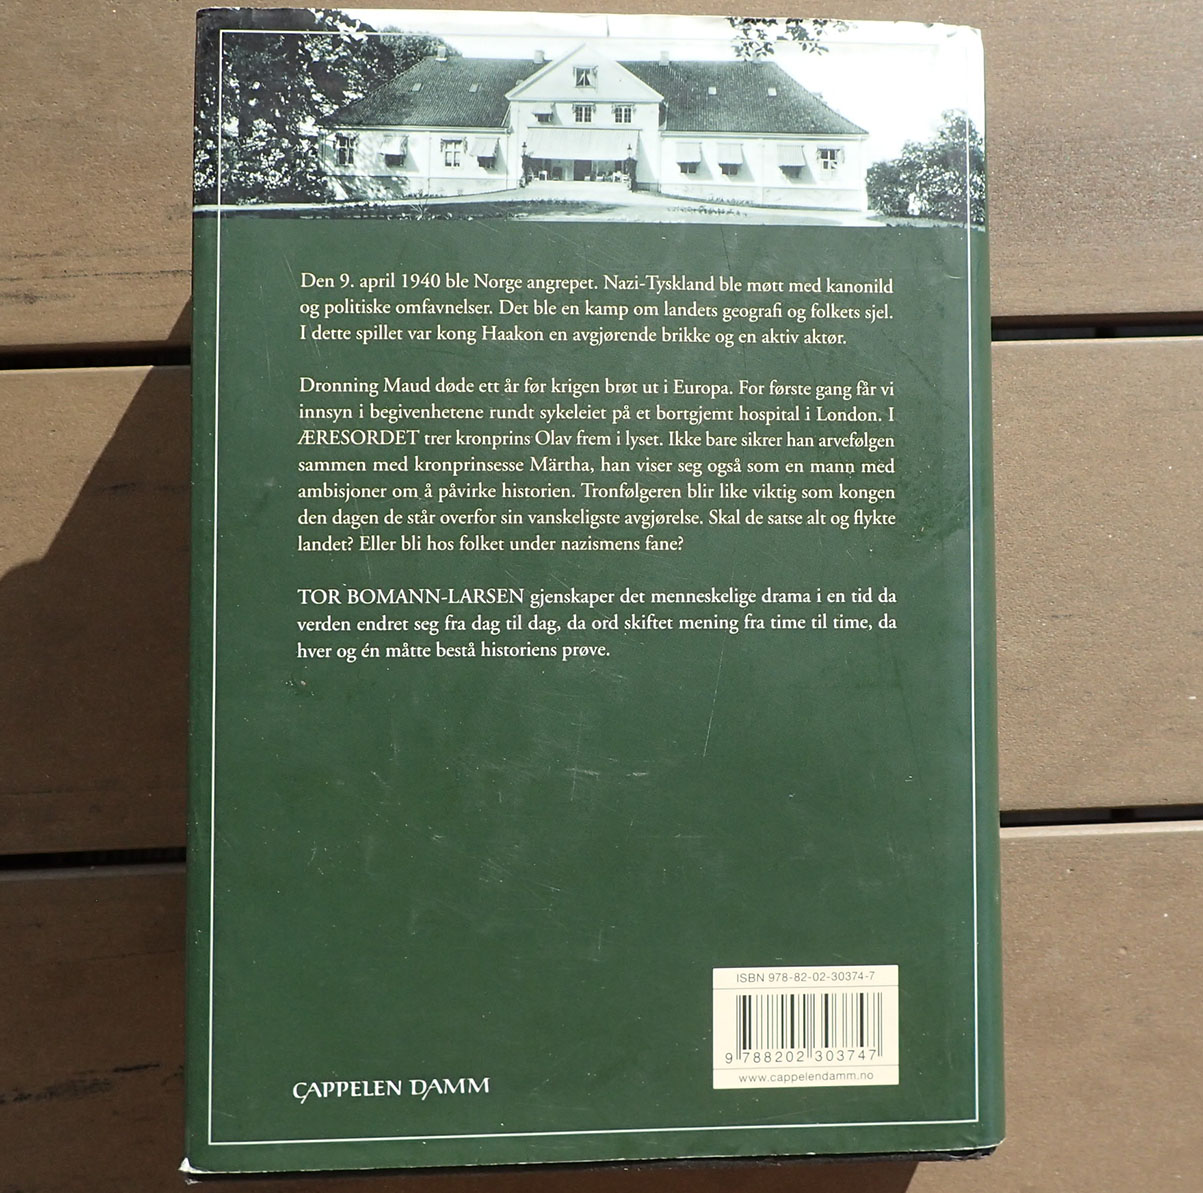 Den 9. april 1940 ble Norge angrepet. Nazi-Tyskland ble møtt med kanonild
og politiske omfavnelser. Det ble en kamp om landets geografi og folkets sjel.
I dette spillet var kong Haakon en avgjørende brikke og en aktiv aktør.
Dronning Maud døde ett år før krigen brøt ut i Europa. For første gang får vi
innsyn i begivenhetene rundt sykeleiet på et bortgjemt hospital i London. I
ÆRESORDET trer kronprins Olav frem i lyset. Ikke bare sikrer han arvefølgen
sammen med kronprinsesse Märtha, han viser seg også som en mann med
ambisjoner om å påvirke historien. Tronfølgeren blir like viktig som kongen
den dagen de står overfor sin vanskeligste avgjørelse. Skal de satse alt og flykte
landet? Eller bli hos folket under nazismens fane?
TOR BOMANN-LARSEN gjenskaper det menneskelige drama i en tid da
verden endret seg fra dag til dag, da ord skiftet mening fra time til time, da
hver og én måtte bestå historiens prøve.
ISBN 978-82-02-30374-7
9 788202 303747
www.cappelendamm.no
CAPPELEN DAMM